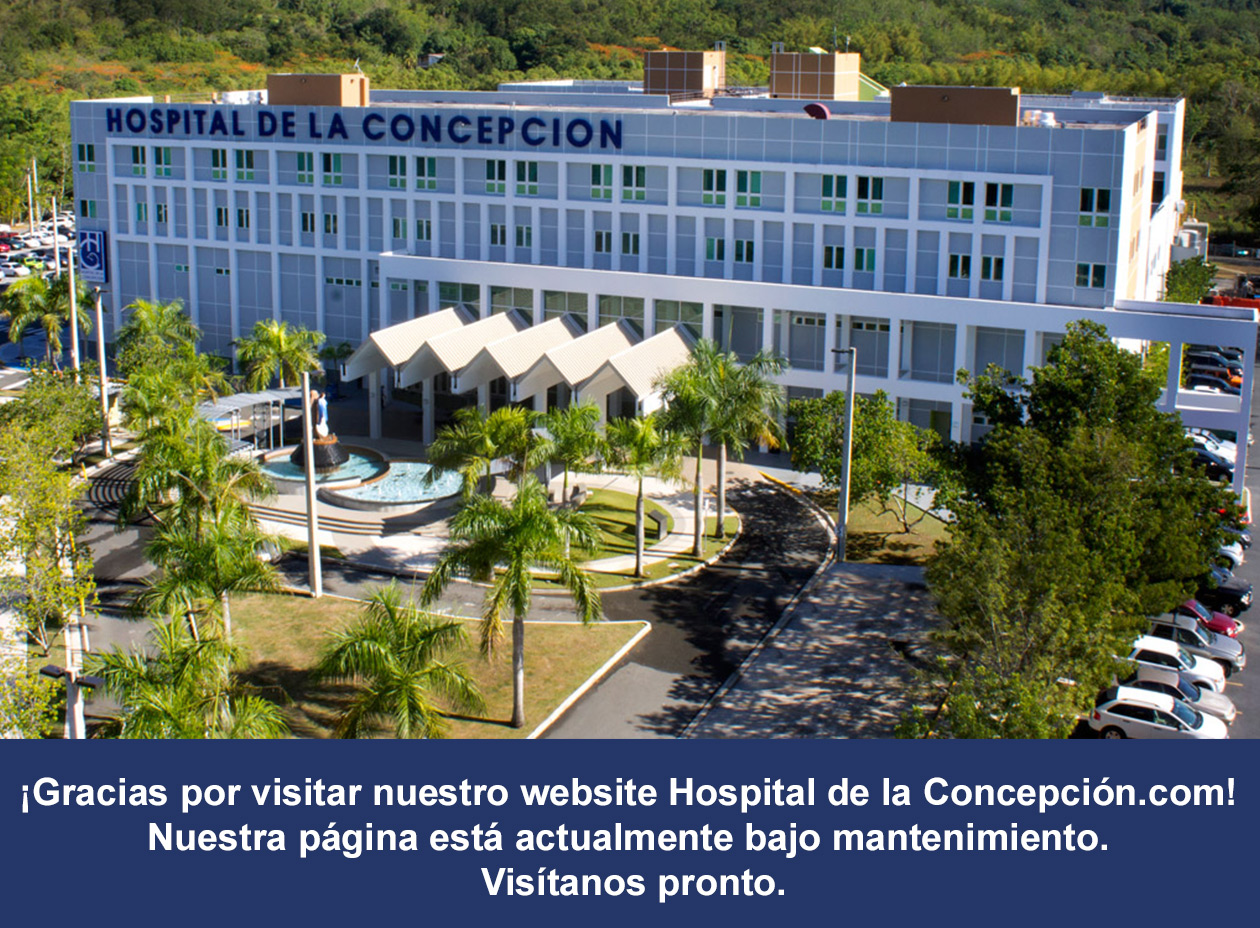 HOSPITAL DE LA CONCEPCION
¡Gracias por visitar nuestro website Hospital de la Concepción.com!
Nuestra página está actualmente bajo mantenimiento.
Visítanos pronto.